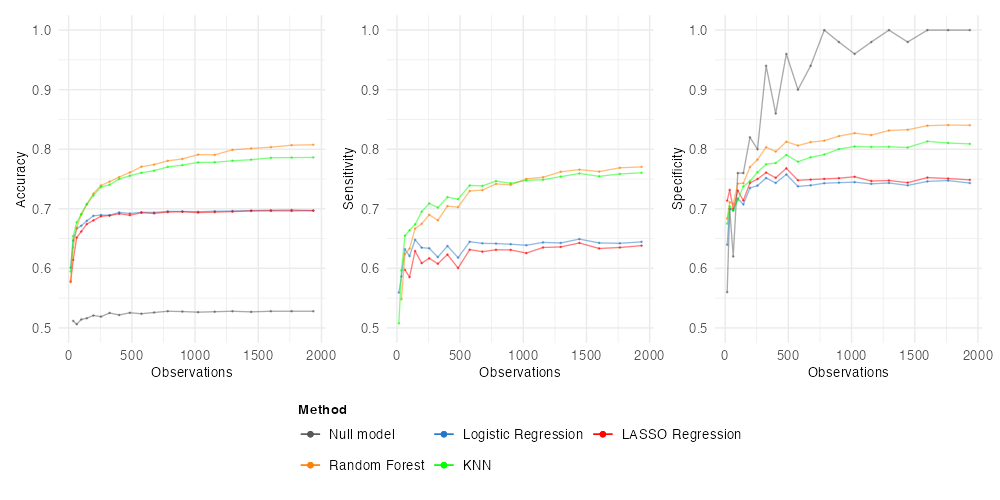 Accuracy
1.0
0.9
0.8
0.7
0.6
0.5
0 500 1000 1500 2000
Observations
Sensitivity
1.0
0.9
0.8
0.7
0.6
0.5
0 500 1000 1500 2000
Observations
Specificity
1.0
0.9
0.8
0.7
0.6
0.5
0 500 1000 1500 2000
Observations
Method
Null model Logistic Regression LASSO Regression
Random Forest KNN